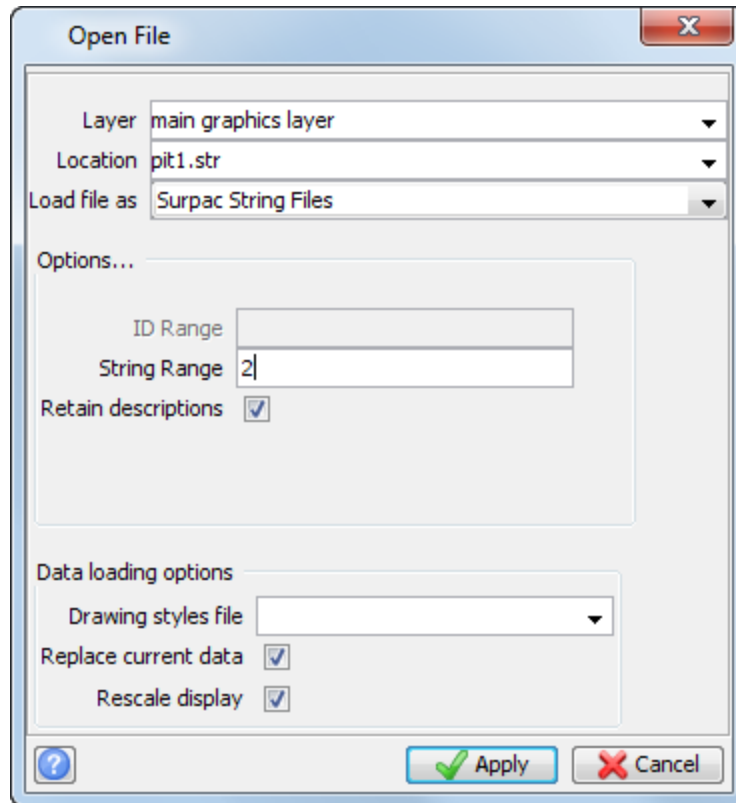 Open File
Layer main graphics layer
Location pit1.str
Load file as Surpac String Files
Options...
ID Range
String Range 2
Retain descriptions
Data loading options
Drawing styles file
Replace current data
Rescale display
? Apply Cancel